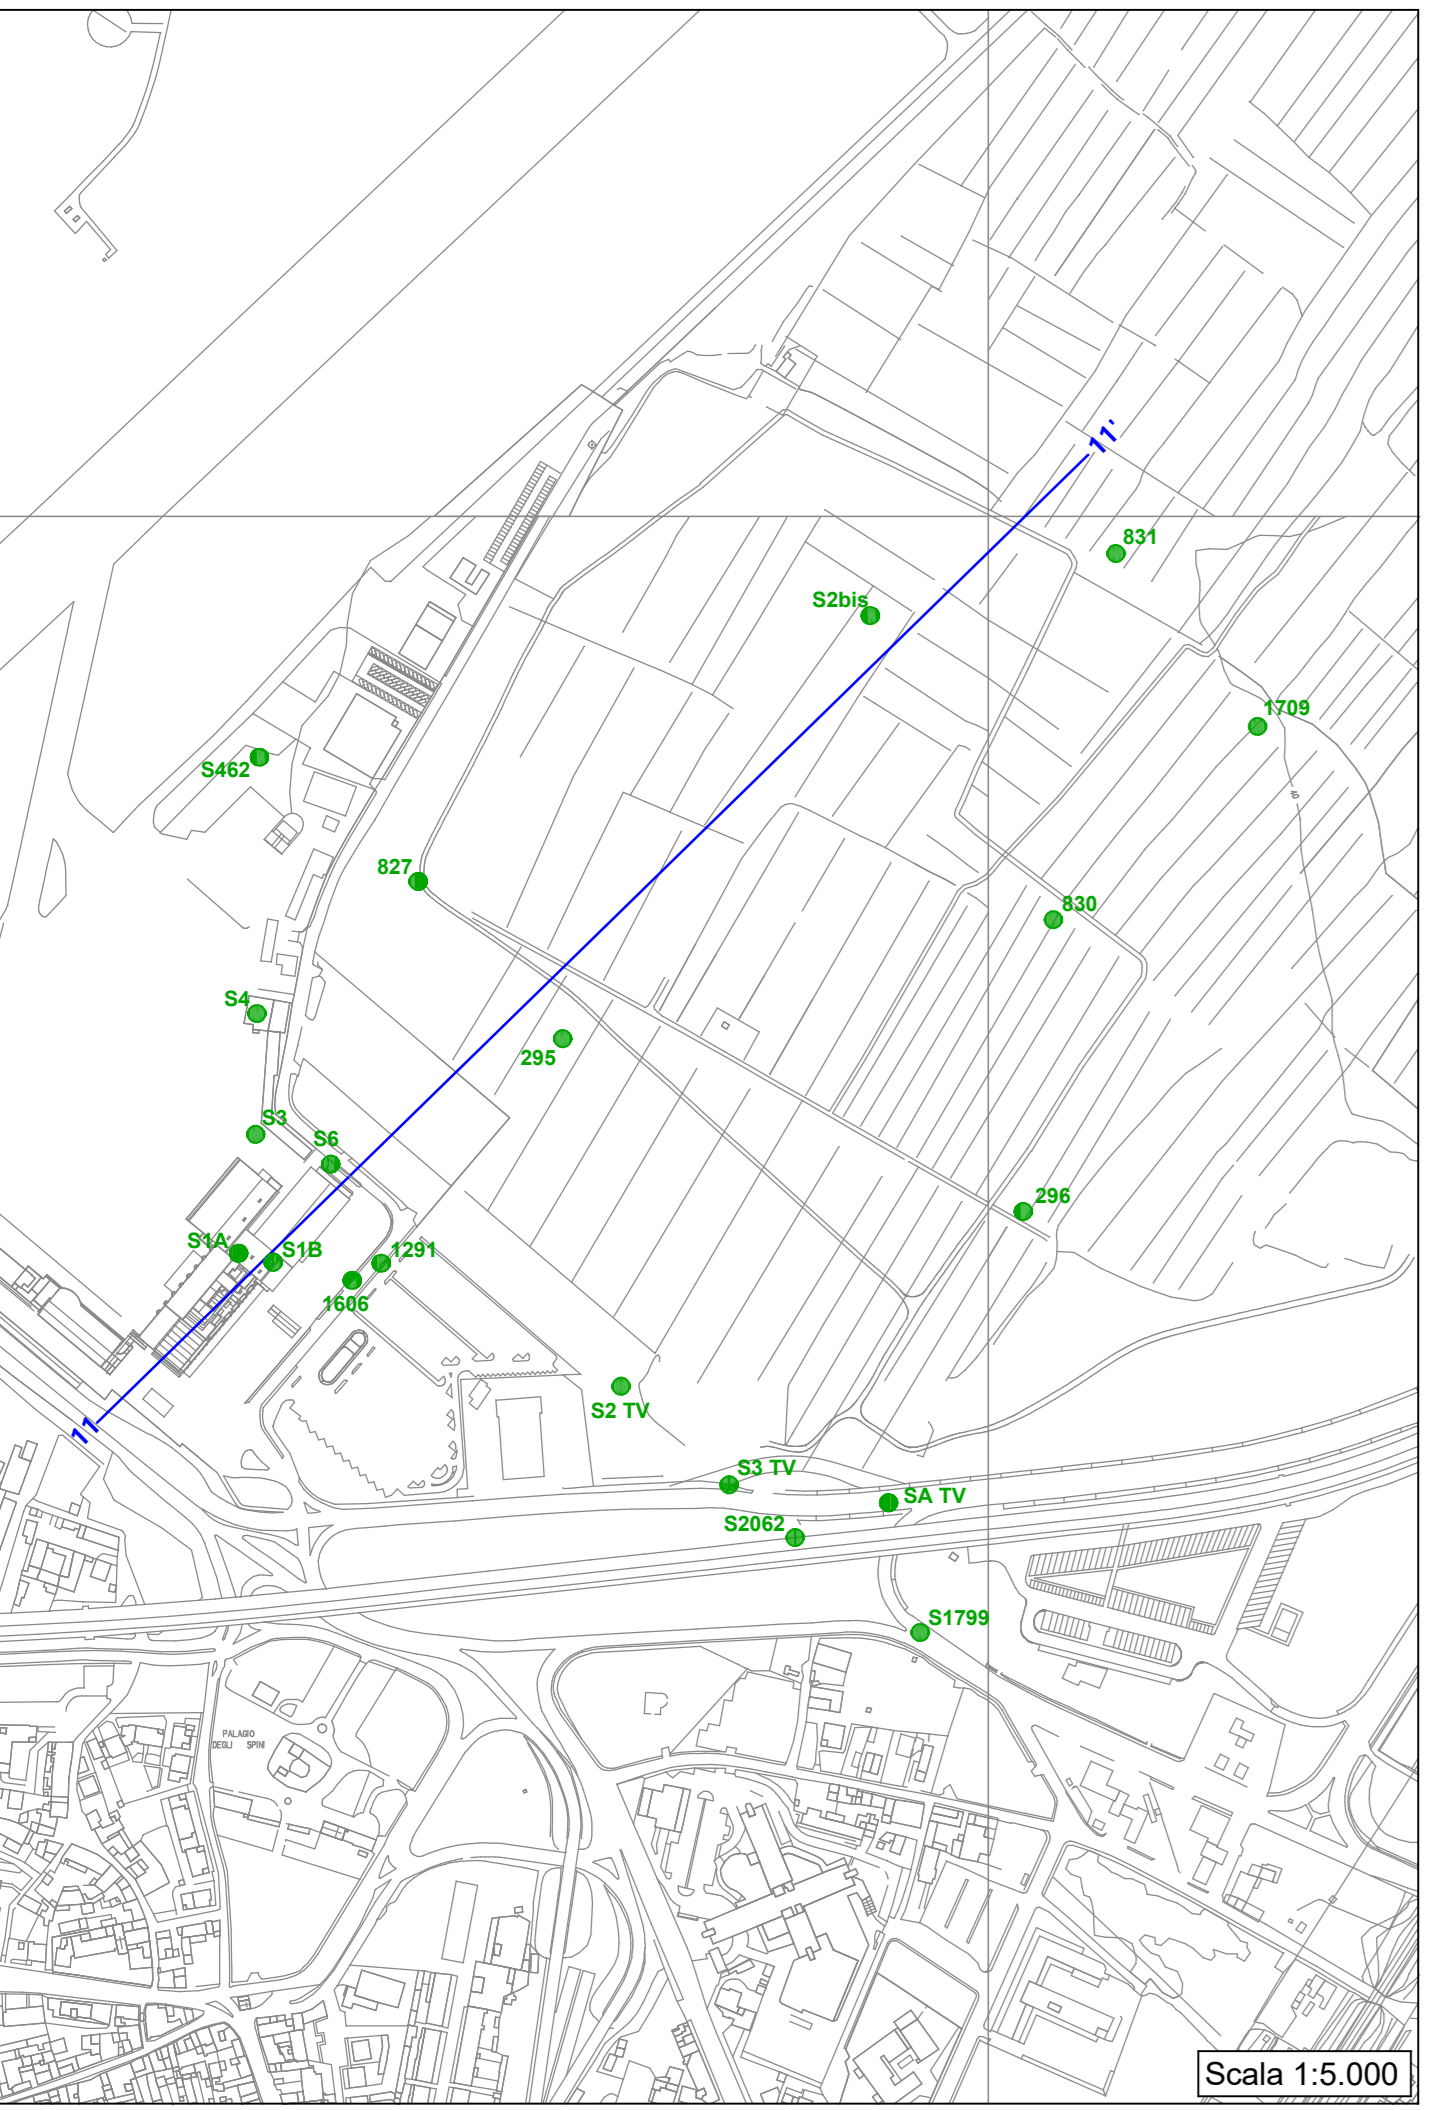 11'
831
S2bis
1709
S462
827
830
S4
295
S3
S6
296
S1A
S1B
1291
1606
S2 TV
11
S3 TV
SA TV
S2062
S1799
PALAGIO
DEGLI SPINI
Scala 1:5.000